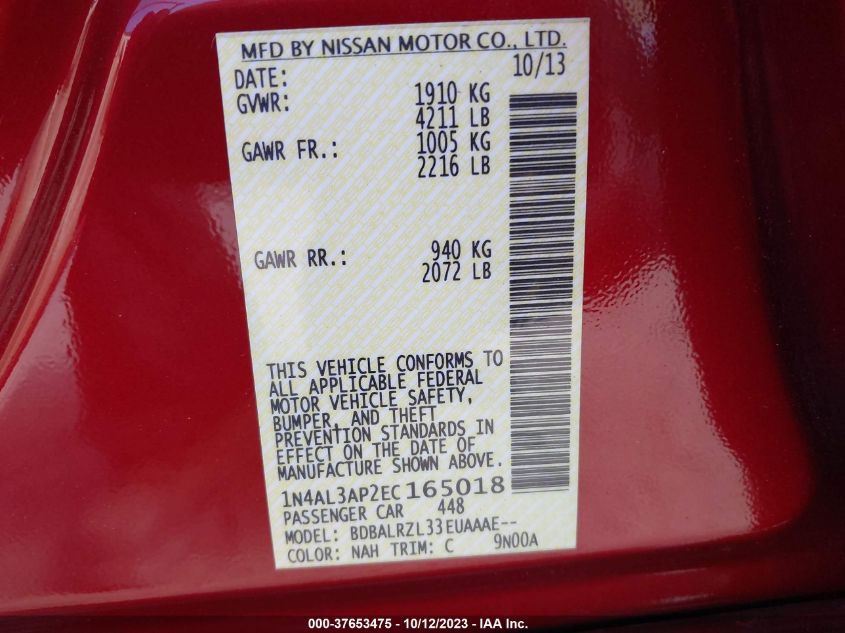 MFD BY NISSAN MOTOR CO., LTD.
DATE: 10/13
GVWR: 1910 KG
4211 LB
GAWR FR.: 1005 KG
2216 LB
GAWR RR.: 940 KG
2072 LB
THIS VEHICLE CONFORMS TO
ALL APPLICABLE FEDERAL
MOTOR VEHICLE SAFETY,
BUMPER, AND THEFT
PREVENTION STANDARDS IN
EFFECT ON THE DATE OF
MANUFACTURE SHOWN ABOVE.
1N4AL3AP2EC165018
PASSENGER CAR 448
MODEL: BDBALRZL33EUAAAE--
COLOR: NAH TRIM: C 9N00A
000-37653475 - 10/12/2023 - IAA Inc.